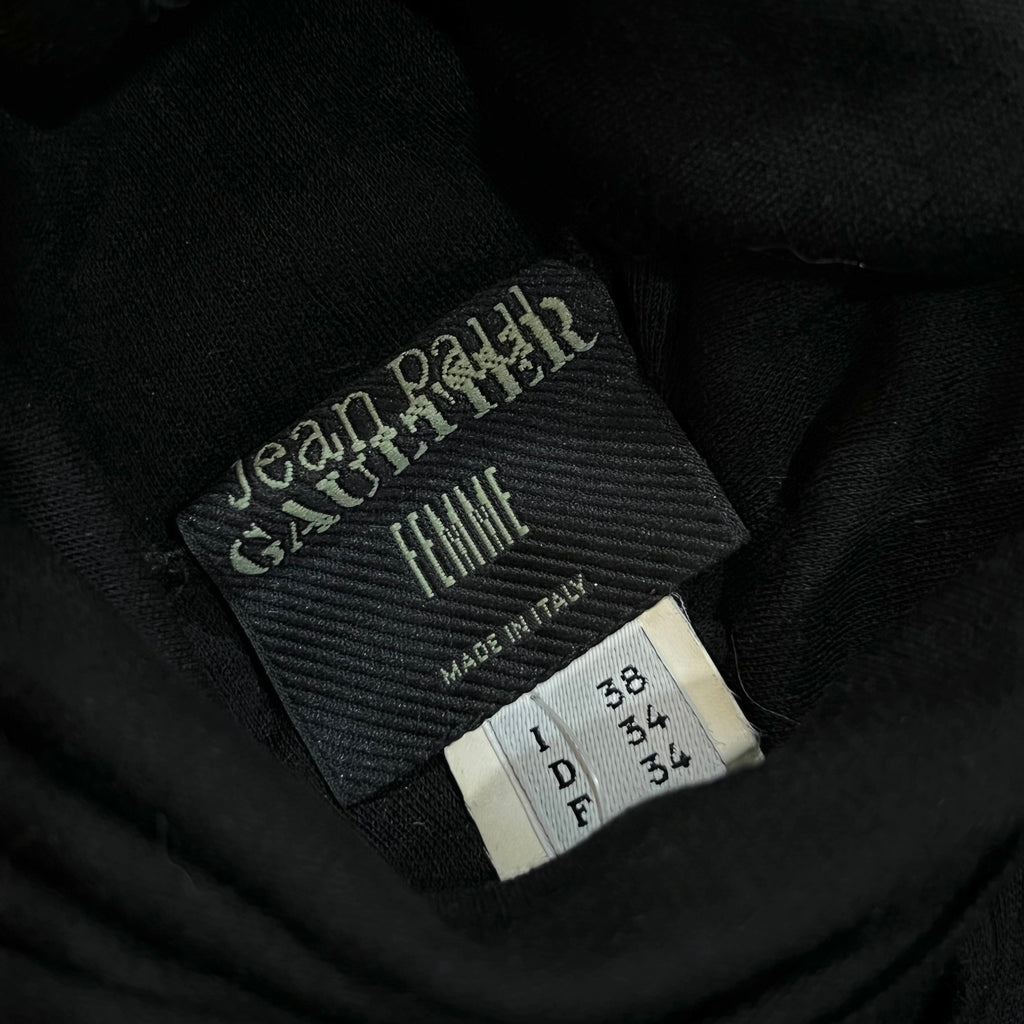 Jean Paul
GAULTIER
FEMME
MADE IN ITALY
I 38
D 34
F 34